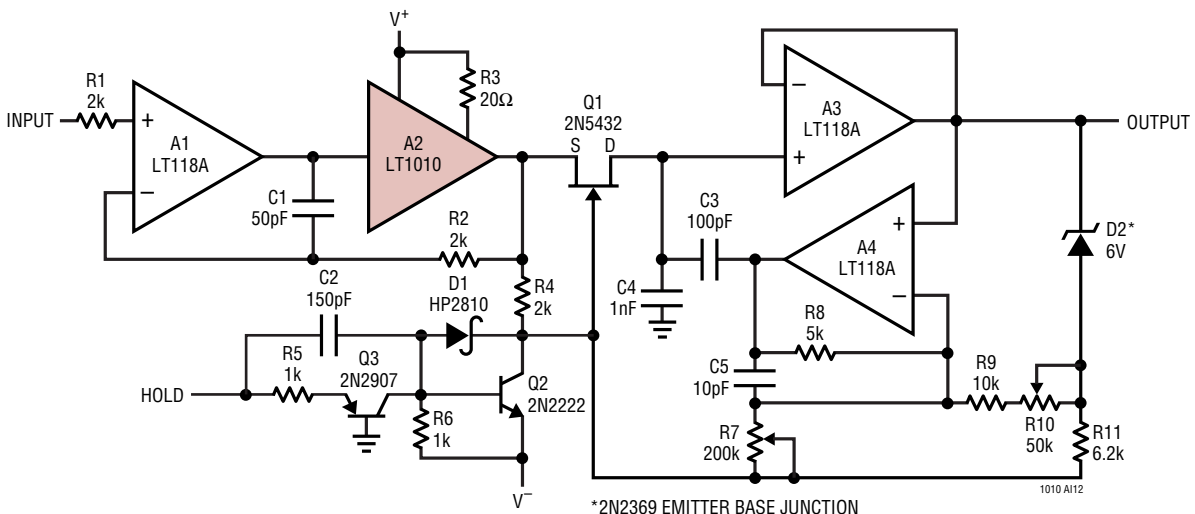 V+
R1
2k
INPUT
+
−
A1
LT118A
C1
50pF
A2
LT1010
R3
20Ω
Q1
2N5432
S D
−
+
A3
LT118A
OUTPUT
R2
2k
C3
100pF
+
−
A4
LT118A
D2*
6V
C2
150pF
D1
HP2810
R4
2k
C4
1nF
R8
5k
HOLD
R5
1k
Q3
2N2907
Q2
2N2222
R6
1k
C5
10pF
R9
10k
R10
50k
R7
200k
R11
6.2k
V−
*2N2369 EMITTER BASE JUNCTION
1010 AI12